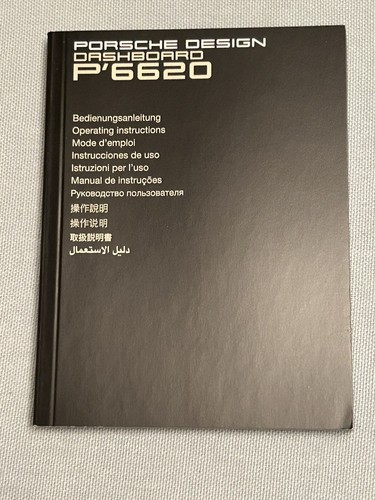 PORSCHE DESIGN
DASHBOARD
P'6620
Bedienungsanleitung
Operating instructions
Mode d'emploi
Instrucciones de uso
Istruzioni per l'uso
Manual de instruções
Руководство пользователя
操作說明
操作说明
取扱説明書
دليل الاستعمال